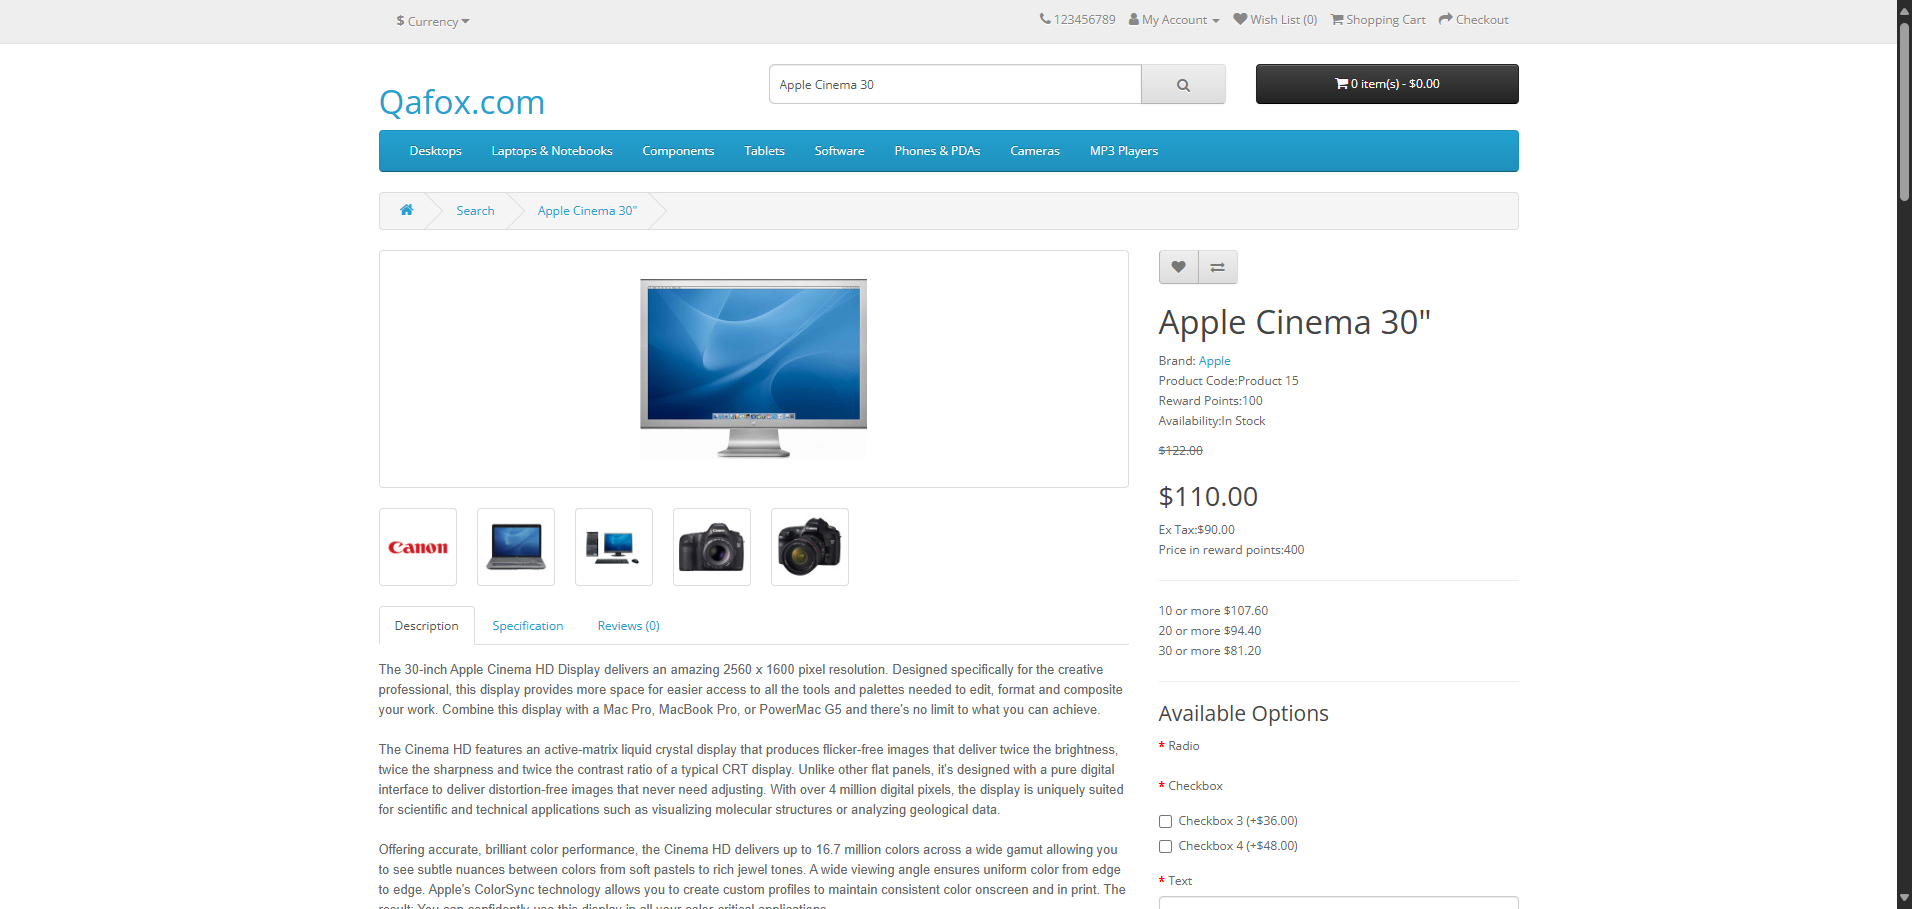 $ Currency
123456789 My Account Wish List (0) Shopping Cart Checkout
Qafox.com
Apple Cinema 30
0 item(s) - $0.00
Desktops Laptops & Notebooks Components Tablets Software Phones & PDAs Cameras MP3 Players
Search Apple Cinema 30"
Canon
Description Specification Reviews (0)
The 30-inch Apple Cinema HD Display delivers an amazing 2560 x 1600 pixel resolution. Designed specifically for the creative
professional, this display provides more space for easier access to all the tools and palettes needed to edit, format and composite
your work. Combine this display with a Mac Pro, MacBook Pro, or PowerMac G5 and there's no limit to what you can achieve.
The Cinema HD features an active-matrix liquid crystal display that produces flicker-free images that deliver twice the brightness,
twice the sharpness and twice the contrast ratio of a typical CRT display. Unlike other flat panels, it's designed with a pure digital
interface to deliver distortion-free images that never need adjusting. With over 4 million digital pixels, the display is uniquely suited
for scientific and technical applications such as visualizing molecular structures or analyzing geological data.
Offering accurate, brilliant color performance, the Cinema HD delivers up to 16.7 million colors across a wide gamut allowing you
to see subtle nuances between colors from soft pastels to rich jewel tones. A wide viewing angle ensures uniform color from edge
to edge. Apple's ColorSync technology allows you to create custom profiles to maintain consistent color onscreen and in print. The
result: You can confidently use this display in all your color-critical applications.
Apple Cinema 30"
Brand: Apple
Product Code:Product 15
Reward Points:100
Availability:In Stock
$122.00
$110.00
Ex Tax:$90.00
Price in reward points:400
10 or more $107.60
20 or more $94.40
30 or more $81.20
Available Options
* Radio
* Checkbox
Checkbox 3 (+$36.00)
Checkbox 4 (+$48.00)
* Text